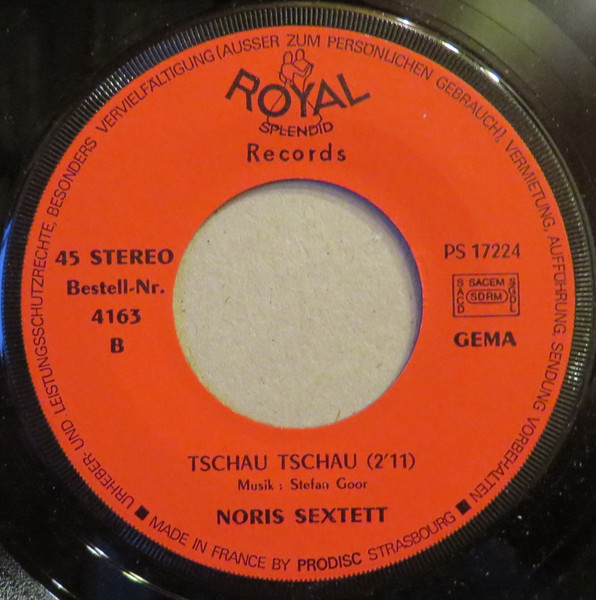 URHEBER- UND LEISTUNGSSCHUTZRECHTE, BESONDERS VERVIELFÄLTIGUNG (AUSSER ZUM PERSÖNLICHEN GEBRAUCH), VERMIETUNG, AUFFÜHRUNG, SENDUNG VORBEHALTEN
ROYAL
SPLENDID
Records
45 STEREO
Bestell-Nr.
4163
B
PS 17224
SACD SACEM SDRM SGDL
GEMA
TSCHAU TSCHAU (2'11)
Musik : Stefan Goor
NORIS SEXTETT
■ MADE IN FRANCE BY PRODISC STRASBOURG ■